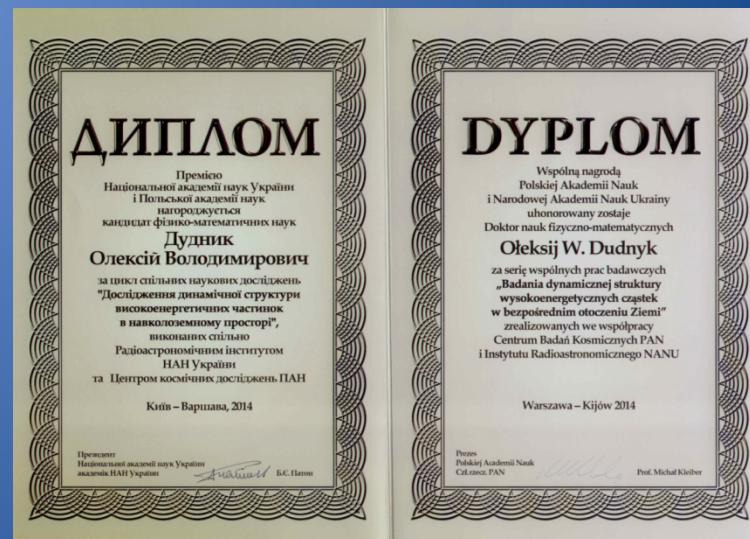 ДИПЛОМ
Премією
Національної академії наук України
і Польської академії наук
нагороджується
кандидат фізико-математичних наук
Дудник
Олексій Володимирович
за цикл спільних наукових досліджень
"Дослідження динамічної структури
високоенергетичних частинок
в навколоземному просторі",
виконаних спільно
Радіоастрономічним інститутом
НАН України
та Центром космічних досліджень ПАН
Київ – Варшава, 2014
Президент
Національної академії наук України
академік НАН України
Б.Є. Патон
DYPLOM
Wspólną nagrodą
Polskiej Akademii Nauk
i Narodowej Akademii Nauk Ukrainy
uhonorowany zostaje
Doktor nauk fizyczno-matematycznych
Ołeksij W. Dudnyk
za serię wspólnych prac badawczych
„Badania dynamicznej struktury
wysokoenergetycznych cząstek
w bezpośrednim otoczeniu Ziemi”
zrealizowanych we współpracy
Centrum Badań Kosmicznych PAN
i Instytutu Radioastronomicznego NANU
Warszawa – Kijów 2014
Prezes
Polskiej Academii Nauk
Czł.rzecz. PAN
Prof. Michał Kleiber